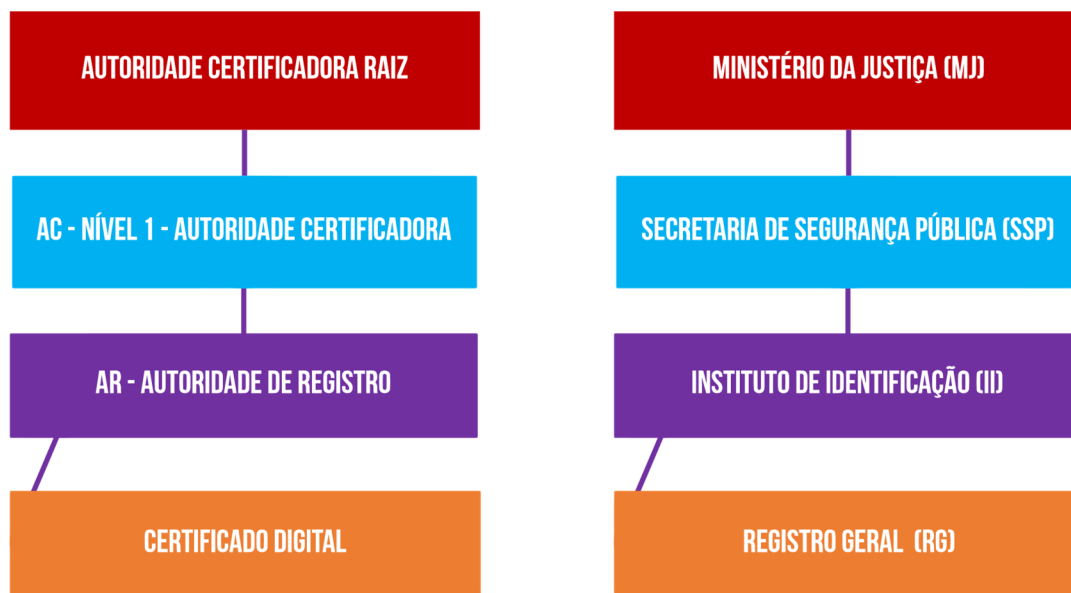 AUTORIDADE CERTIFICADORA RAIZ
MINISTÉRIO DA JUSTIÇA (MJ)
AC - NÍVEL 1 - AUTORIDADE CERTIFICADORA
SECRETARIA DE SEGURANÇA PÚBLICA (SSP)
AR - AUTORIDADE DE REGISTRO
INSTITUTO DE IDENTIFICAÇÃO (II)
CERTIFICADO DIGITAL
REGISTRO GERAL (RG)